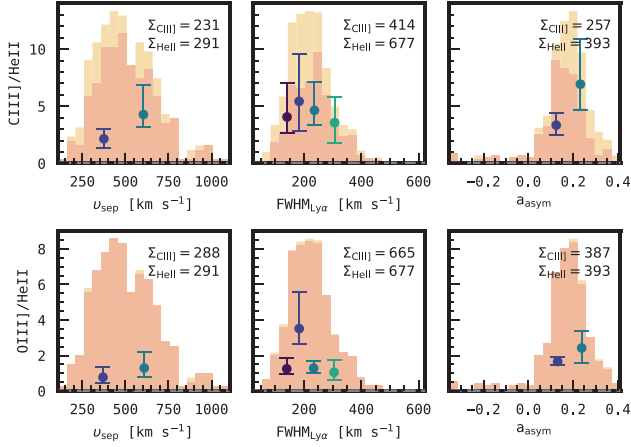 Σ_CIII] = 231
Σ_HeII = 291
Σ_CIII] = 414
Σ_HeII = 677
Σ_CIII] = 257
Σ_HeII = 393
CIII]/HeII
10
5
0
250 500 750 1000
200 400 600
−0.2 0.0 0.2 0.4
υ_sep [km s⁻¹]
FWHM_Lyα [km s⁻¹]
a_asym
Σ_CIII] = 288
Σ_HeII = 291
Σ_CIII] = 665
Σ_HeII = 677
Σ_CIII] = 387
Σ_HeII = 393
OIII]/HeII
8
6
4
2
0
250 500 750 1000
200 400 600
−0.2 0.0 0.2 0.4
υ_sep [km s⁻¹]
FWHM_Lyα [km s⁻¹]
a_asym